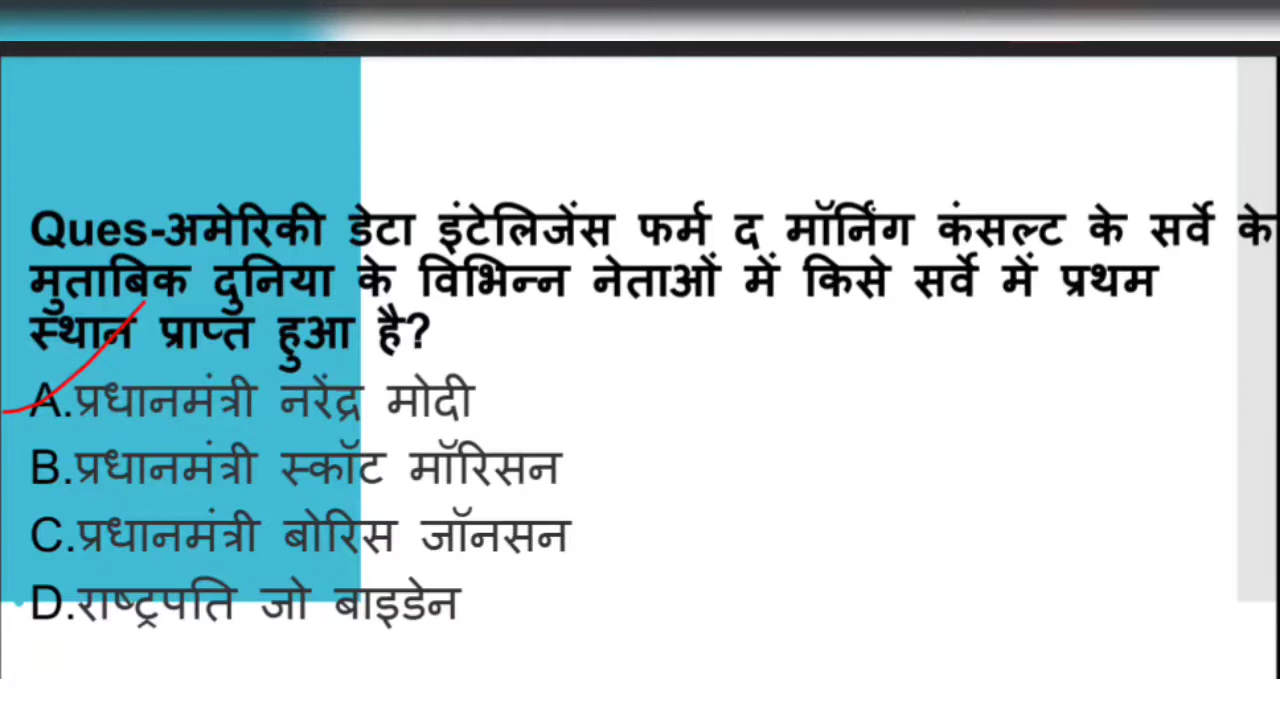 Ques-अमेरिकी डेटा इंटेलिजेंस फर्म द मॉर्निंग कंसल्ट के सर्वे के
मुताबिक दुनिया के विभिन्न नेताओं में किसे सर्वे में प्रथम
स्थान प्राप्त हुआ है?
A.प्रधानमंत्री नरेंद्र मोदी
B.प्रधानमंत्री स्कॉट मॉरिसन
C.प्रधानमंत्री बोरिस जॉनसन
D.राष्ट्रपति जो बाइडेन